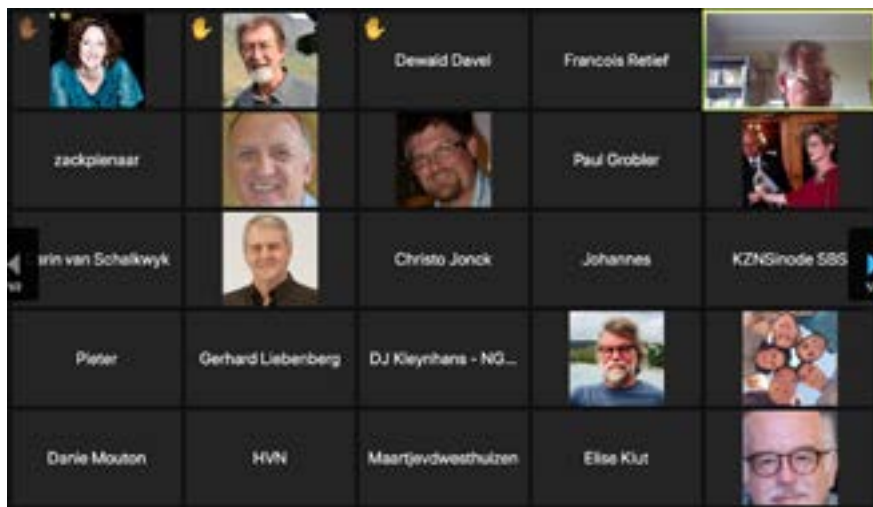 Dewald Davel
Francois Retief
zackpienaar
Paul Grobler
arin van Schalkwyk
Christo Jonck
Johannes
KZNSinode SBS
Pieter
Gerhard Liebenberg
DJ Kleynhans - NG...
Danie Mouton
HVN
Maartjevdwesthuizen
Elise Klut